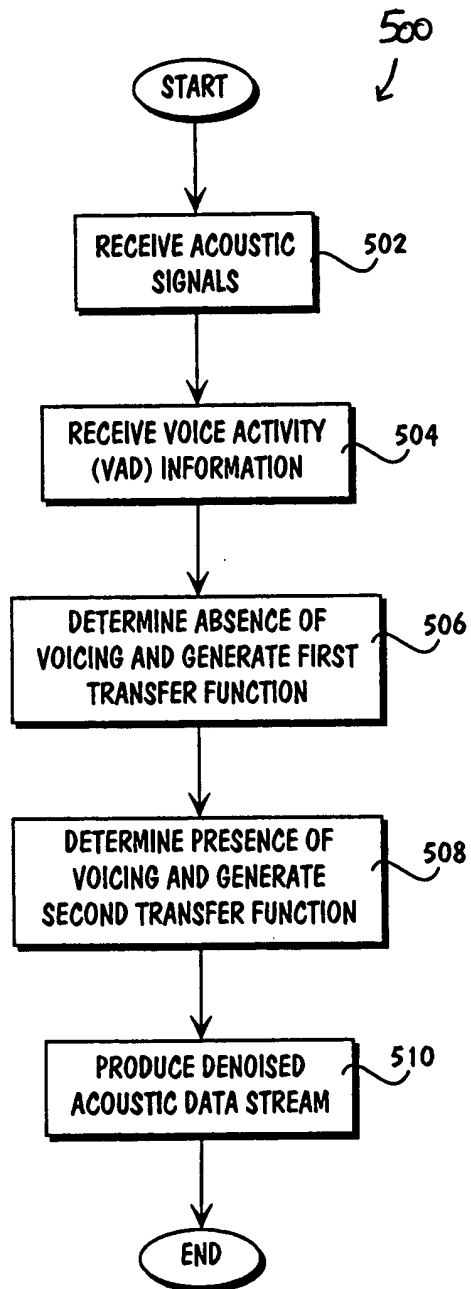 500
START
RECEIVE ACOUSTIC
SIGNALS
502
RECEIVE VOICE ACTIVITY
(VAD) INFORMATION
504
DETERMINE ABSENCE OF
VOICING AND GENERATE FIRST
TRANSFER FUNCTION
506
DETERMINE PRESENCE OF
VOICING AND GENERATE
SECOND TRANSFER FUNCTION
508
PRODUCE DENOISED
ACOUSTIC DATA STREAM
510
END